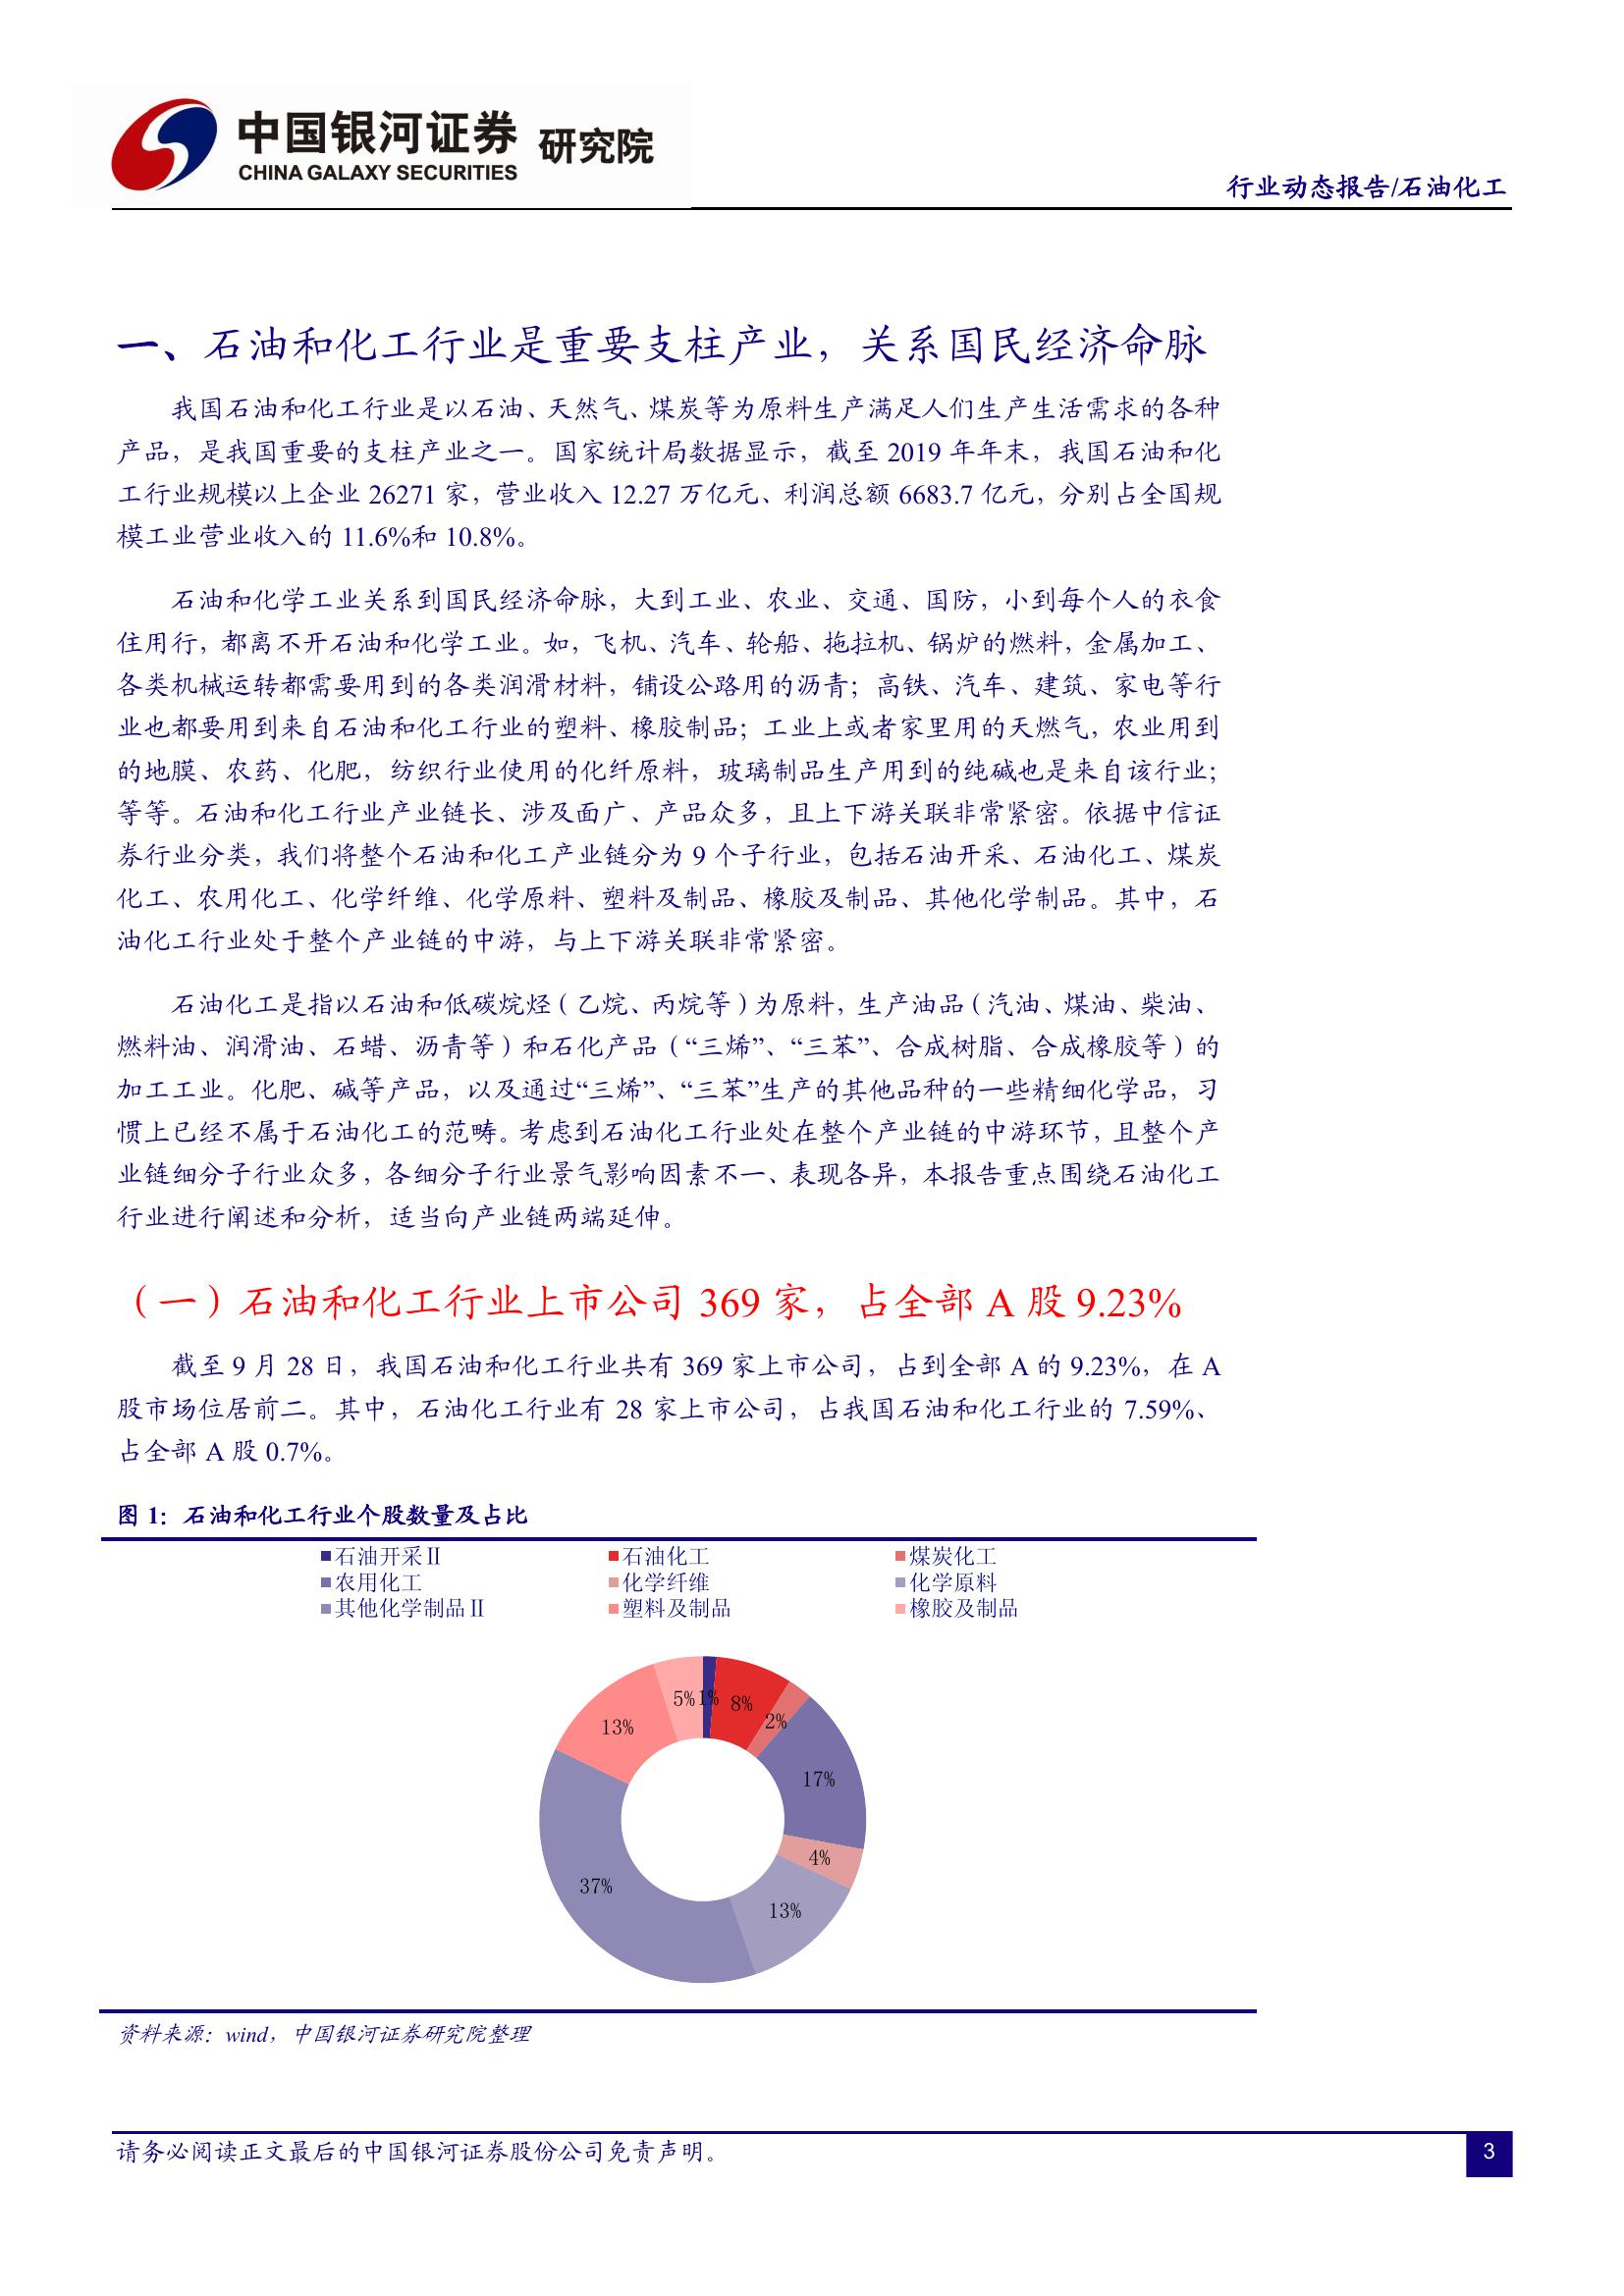 中国银河证券 研究院
CHINA GALAXY SECURITIES
行业动态报告/石油化工
一、石油和化工行业是重要支柱产业，关系国民经济命脉
我国石油和化工行业是以石油、天然气、煤炭等为原料生产满足人们生产生活需求的各种
产品，是我国重要的支柱产业之一。国家统计局数据显示，截至 2019 年年末，我国石油和化
工行业规模以上企业 26271 家，营业收入 12.27 万亿元、利润总额 6683.7 亿元，分别占全国规
模工业营业收入的 11.6%和 10.8%。
石油和化学工业关系到国民经济命脉，大到工业、农业、交通、国防，小到每个人的衣食
住用行，都离不开石油和化学工业。如，飞机、汽车、轮船、拖拉机、锅炉的燃料，金属加工、
各类机械运转都需要用到的各类润滑材料，铺设公路用的沥青；高铁、汽车、建筑、家电等行
业也都要用到来自石油和化工行业的塑料、橡胶制品；工业上或者家里用的天燃气，农业用到
的地膜、农药、化肥，纺织行业使用的化纤原料，玻璃制品生产用到的纯碱也是来自该行业；
等等。石油和化工行业产业链长、涉及面广、产品众多，且上下游关联非常紧密。依据中信证
券行业分类，我们将整个石油和化工产业链分为 9 个子行业，包括石油开采、石油化工、煤炭
化工、农用化工、化学纤维、化学原料、塑料及制品、橡胶及制品、其他化学制品。其中，石
油化工行业处于整个产业链的中游，与上下游关联非常紧密。
石油化工是指以石油和低碳烷烃（乙烷、丙烷等）为原料，生产油品（汽油、煤油、柴油、
燃料油、润滑油、石蜡、沥青等）和石化产品（“三烯”、“三苯”、合成树脂、合成橡胶等）的
加工工业。化肥、碱等产品，以及通过“三烯”、“三苯”生产的其他品种的一些精细化学品，习
惯上已经不属于石油化工的范畴。考虑到石油化工行业处在整个产业链的中游环节，且整个产
业链细分子行业众多，各细分子行业景气影响因素不一、表现各异，本报告重点围绕石油化工
行业进行阐述和分析，适当向产业链两端延伸。
（一）石油和化工行业上市公司 369 家，占全部 A 股 9.23%
截至 9 月 28 日，我国石油和化工行业共有 369 家上市公司，占到全部 A 的 9.23%，在 A
股市场位居前二。其中，石油化工行业有 28 家上市公司，占我国石油和化工行业的 7.59%、
占全部 A 股 0.7%。
图 1：石油和化工行业个股数量及占比
石油开采Ⅱ 石油化工 煤炭化工
农用化工 化学纤维 化学原料
其他化学制品Ⅱ 塑料及制品 橡胶及制品
5% 1% 8%
2%
13%
17%
4%
37%
13%
资料来源：wind，中国银河证券研究院整理
请务必阅读正文最后的中国银河证券股份公司免责声明。
3